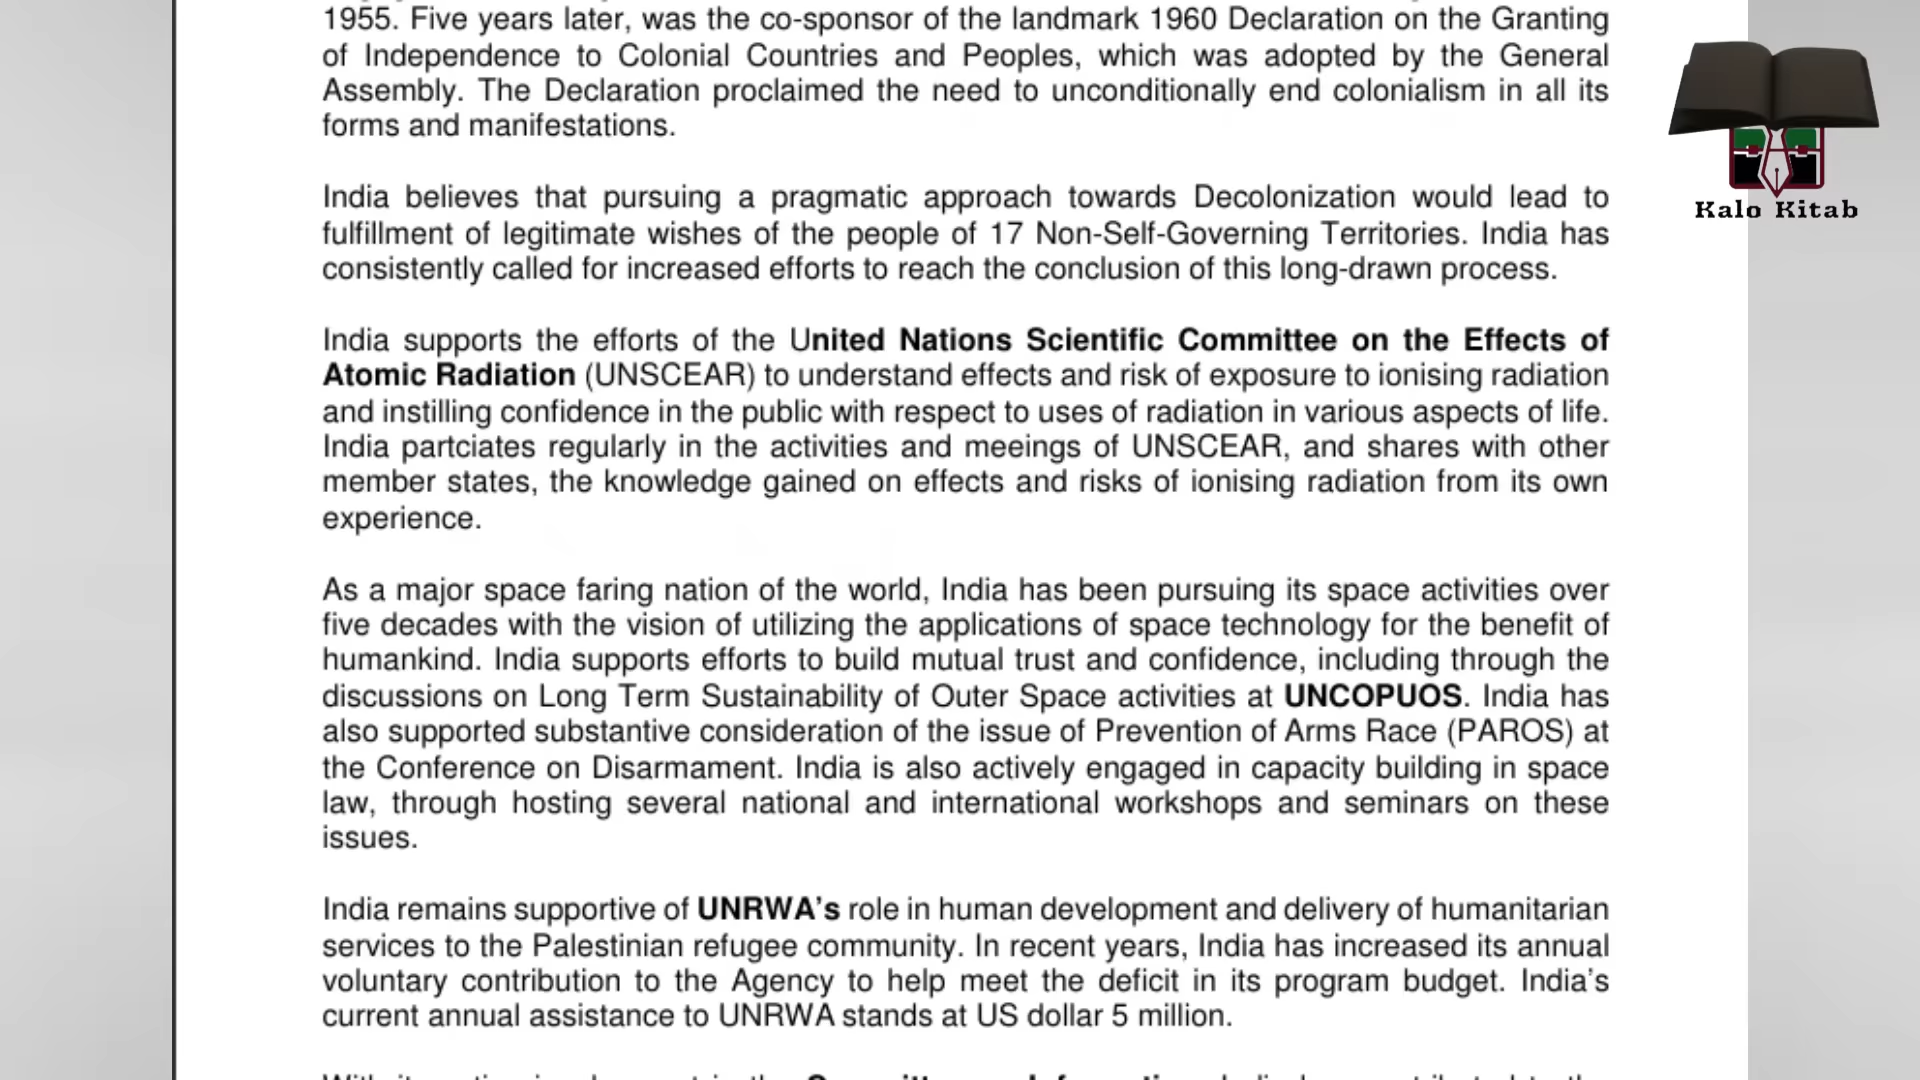 1955. Five years later, was the co-sponsor of the landmark 1960 Declaration on the Granting
of Independence to Colonial Countries and Peoples, which was adopted by the General
Assembly. The Declaration proclaimed the need to unconditionally end colonialism in all its
forms and manifestations.
India believes that pursuing a pragmatic approach towards Decolonization would lead to
fulfillment of legitimate wishes of the people of 17 Non-Self-Governing Territories. India has
consistently called for increased efforts to reach the conclusion of this long-drawn process.
India supports the efforts of the United Nations Scientific Committee on the Effects of
Atomic Radiation (UNSCEAR) to understand effects and risk of exposure to ionising radiation
and instilling confidence in the public with respect to uses of radiation in various aspects of life.
India partciates regularly in the activities and meeings of UNSCEAR, and shares with other
member states, the knowledge gained on effects and risks of ionising radiation from its own
experience.
As a major space faring nation of the world, India has been pursuing its space activities over
five decades with the vision of utilizing the applications of space technology for the benefit of
humankind. India supports efforts to build mutual trust and confidence, including through the
discussions on Long Term Sustainability of Outer Space activities at UNCOPUOS. India has
also supported substantive consideration of the issue of Prevention of Arms Race (PAROS) at
the Conference on Disarmament. India is also actively engaged in capacity building in space
law, through hosting several national and international workshops and seminars on these
issues.
India remains supportive of UNRWA's role in human development and delivery of humanitarian
services to the Palestinian refugee community. In recent years, India has increased its annual
voluntary contribution to the Agency to help meet the deficit in its program budget. India's
current annual assistance to UNRWA stands at US dollar 5 million.
Kalo Kitab